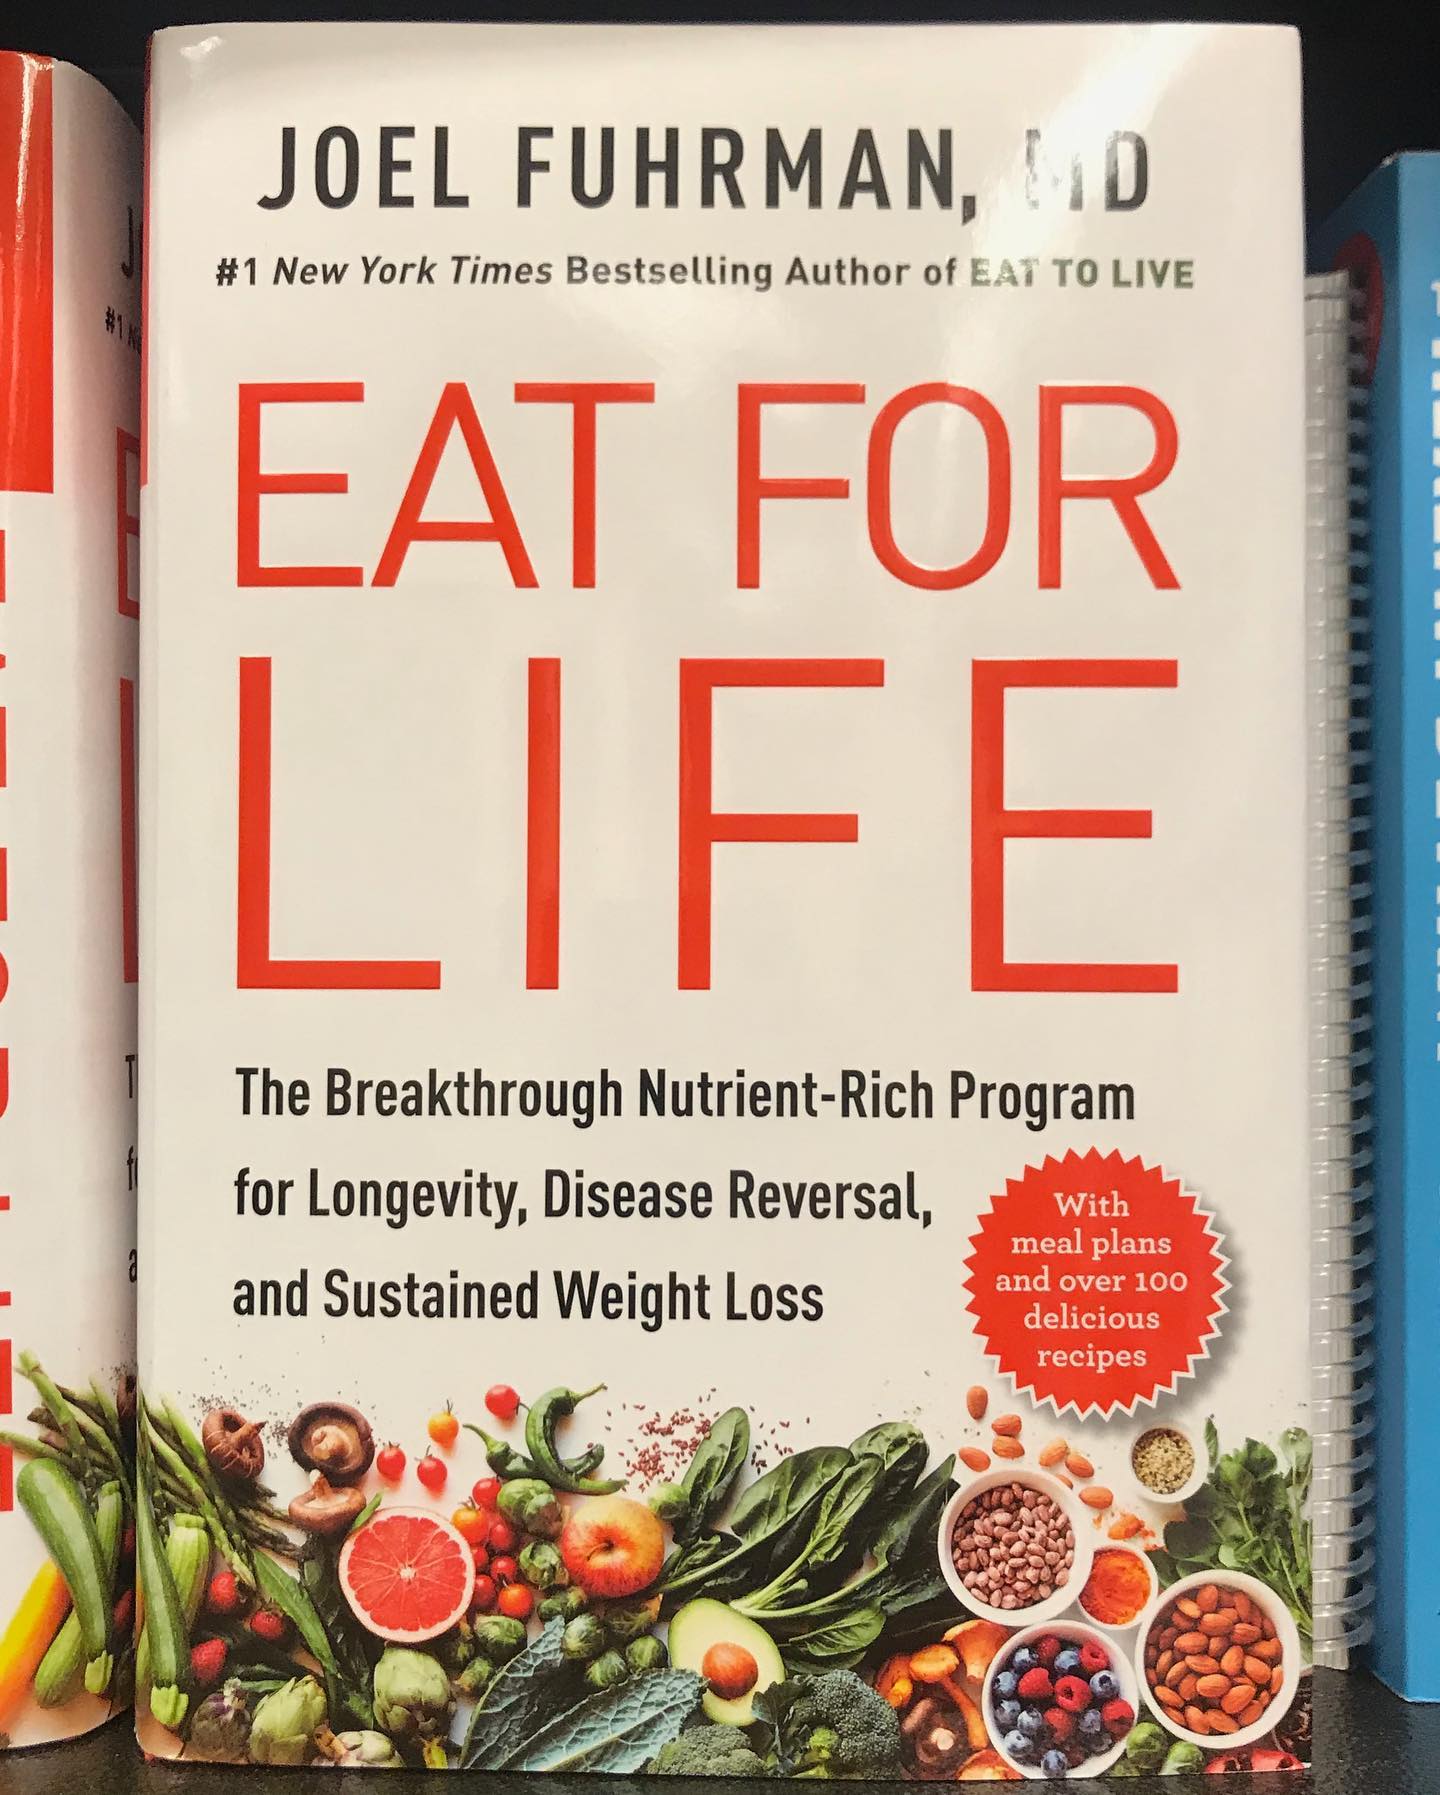 JOEL FUHRMAN, MD
#1 New York Times Bestselling Author of EAT TO LIVE
EAT FOR
LIFE
The Breakthrough Nutrient-Rich Program
for Longevity, Disease Reversal,
and Sustained Weight Loss
With
meal plans
and over 100
delicious
recipes